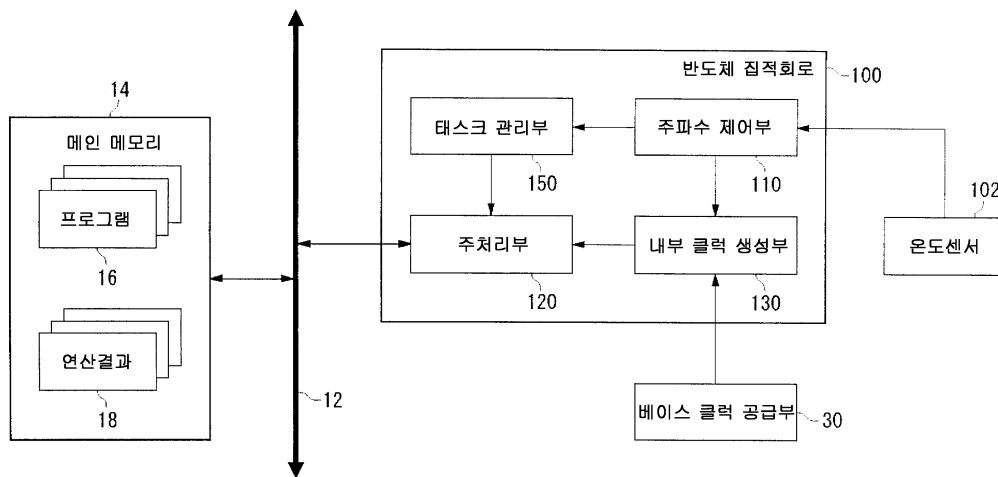 반도체 집적회로
100
14
메인 메모리
태스크 관리부
주파수 제어부
150
110
102
프로그램
16
주처리부
내부 클럭 생성부
온도센서
120
130
연산결과
18
12
베이스 클럭 공급부
30